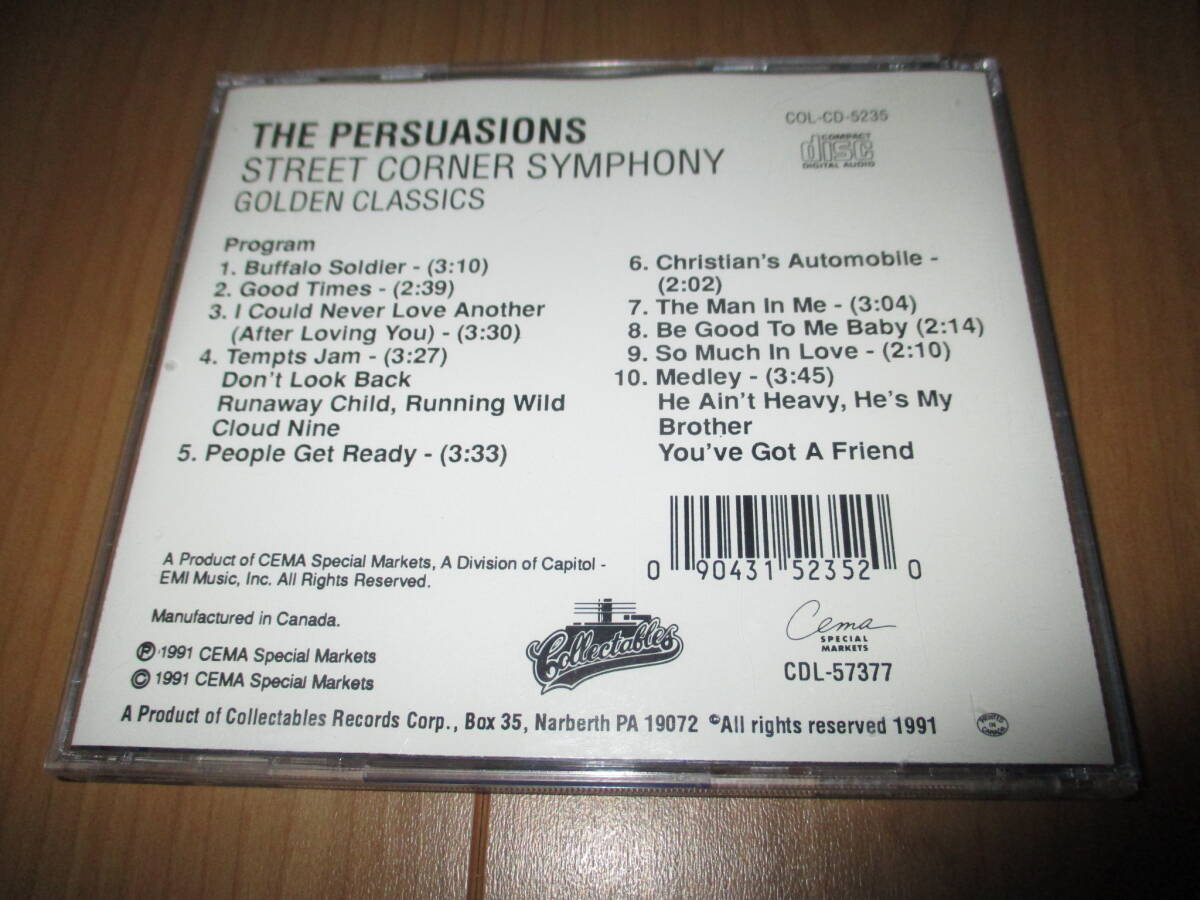 THE PERSUASIONS
STREET CORNER SYMPHONY
GOLDEN CLASSICS
COL-CD-5235
COMPACT
disc
DIGITAL AUDIO
Program
1. Buffalo Soldier - (3:10)
2. Good Times - (2:39)
3. I Could Never Love Another
(After Loving You) - (3:30)
4. Tempts Jam - (3:27)
Don't Look Back
Runaway Child, Running Wild
Cloud Nine
5. People Get Ready - (3:33)
6. Christian's Automobile -
(2:02)
7. The Man In Me - (3:04)
8. Be Good To Me Baby (2:14)
9. So Much In Love - (2:10)
10. Medley - (3:45)
He Ain't Heavy, He's My
Brother
You've Got A Friend
0 90431 52352 0
A Product of CEMA Special Markets, A Division of Capitol -
EMI Music, Inc. All Rights Reserved.
Manufactured in Canada.
℗ 1991 CEMA Special Markets
© 1991 CEMA Special Markets
Collectables
Cema
SPECIAL
MARKETS
CDL-57377
A Product of Collectables Records Corp., Box 35, Narberth PA 19072 ©All rights reserved 1991
PRINTED
IN
CANADA